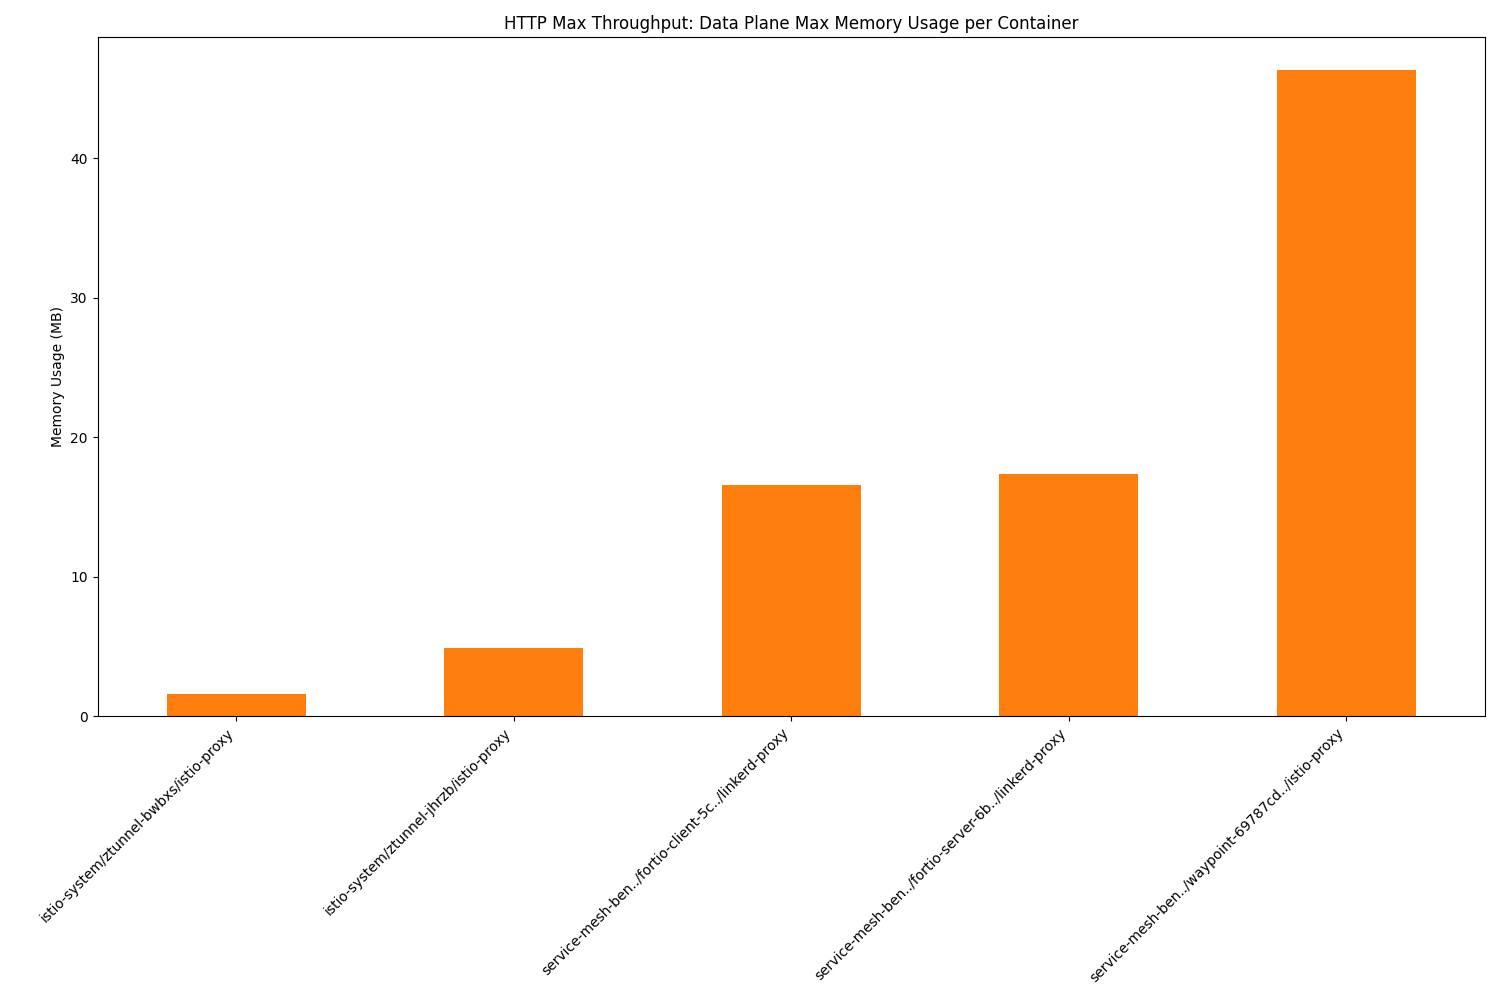 HTTP Max Throughput: Data Plane Max Memory Usage per Container
Memory Usage (MB)
40
30
20
10
0
istio-system/ztunnel-bwbxs/istio-proxy
istio-system/ztunnel-jhrzb/istio-proxy
service-mesh-ben../fortio-client-5c../linkerd-proxy
service-mesh-ben../fortio-server-6b../linkerd-proxy
service-mesh-ben../waypoint-69787cd../istio-proxy